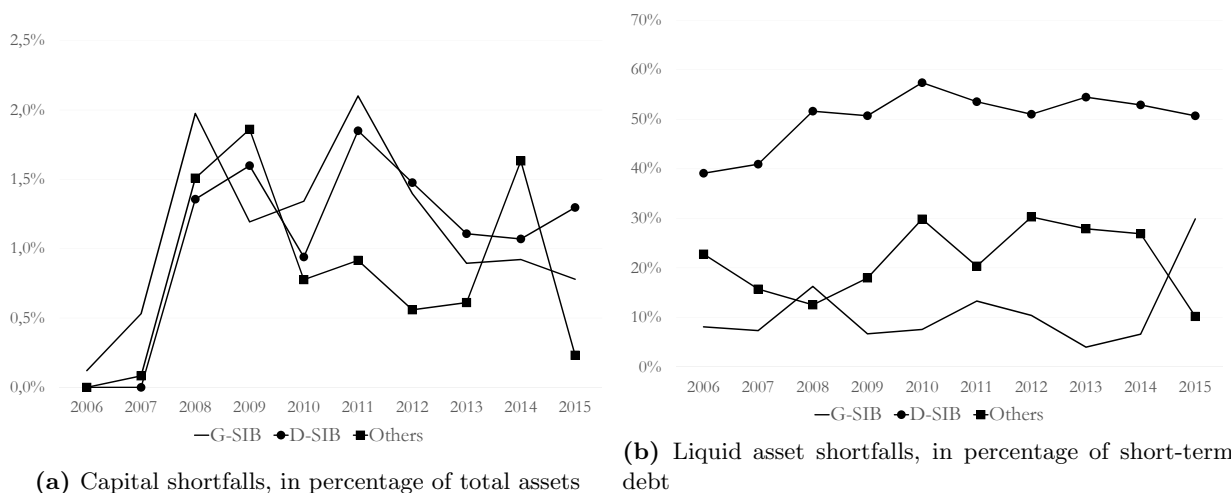 2,5%
2,0%
1,5%
1,0%
0,5%
0,0%
2006 2007 2008 2009 2010 2011 2012 2013 2014 2015
G-SIB D-SIB Others
(a) Capital shortfalls, in percentage of total assets
70%
60%
50%
40%
30%
20%
10%
0%
2006 2007 2008 2009 2010 2011 2012 2013 2014 2015
G-SIB D-SIB Others
(b) Liquid asset shortfalls, in percentage of short-term
debt